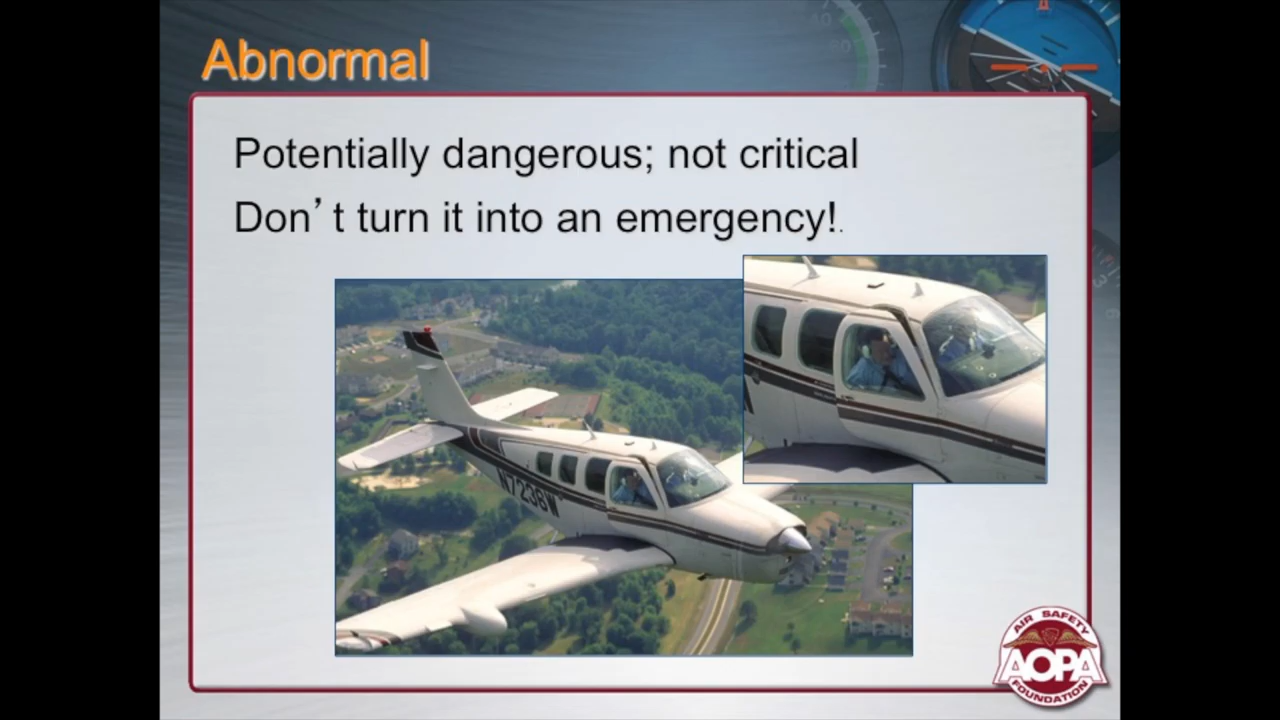 Abnormal
Potentially dangerous; not critical
Don’t turn it into an emergency!.
N7238W
AIR SAFETY
AOPA
FOUNDATION